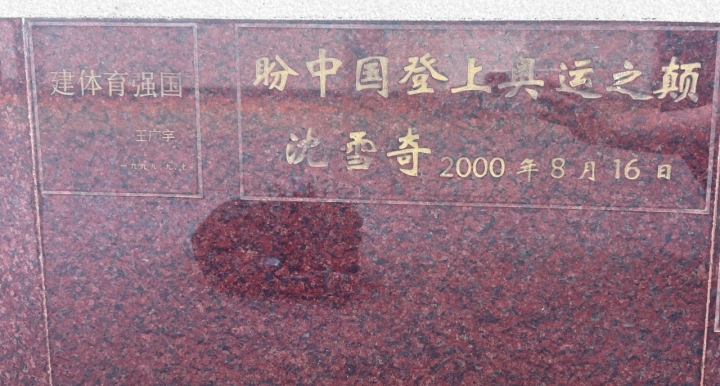 建体育强国
王广宇
盼中国登上奥运之颠
沈雪奇 2000年8月16日